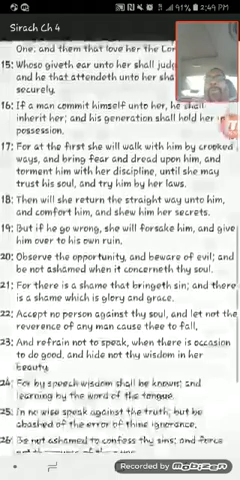 91% 2:49 PM
Sirach Ch 4
One: and them that love her the Lor
15: Whoso giveth ear unto her shall judg
and he that attendeth unto her sha
securely.
16: If a man commit himself unto her, he shall
inherit her; and his generation shall hold her in
possession.
17: For at the first she will walk with him by crooked
ways, and bring fear and dread upon him, and
torment him with her discipline, until she may
trust his soul, and try him by her laws.
18: Then will she return the straight way unto him,
and comfort him, and shew him her secrets.
19: But if he go wrong, she will forsake him, and give
him over to his own ruin.
20: Observe the opportunity, and beware of evil; and
be not ashamed when it concerneth thy soul.
21: For there is a shame that bringeth sin; and there
is a shame which is glory and grace.
22: Accept no person against thy soul, and let not the
reverence of any man cause thee to fall.
23: And refrain not to speak, when there is occasion
to do good, and hide not thy wisdom in her
beauty.
24: For by speech wisdom shall be known: and
learning by the word of the tongue.
25: In no wise speak against the truth; but be
abashed of the error of thine ignorance.
26: Be not ashamed to confess thy sins; and force
not the course of the
Recorded by Mobizen